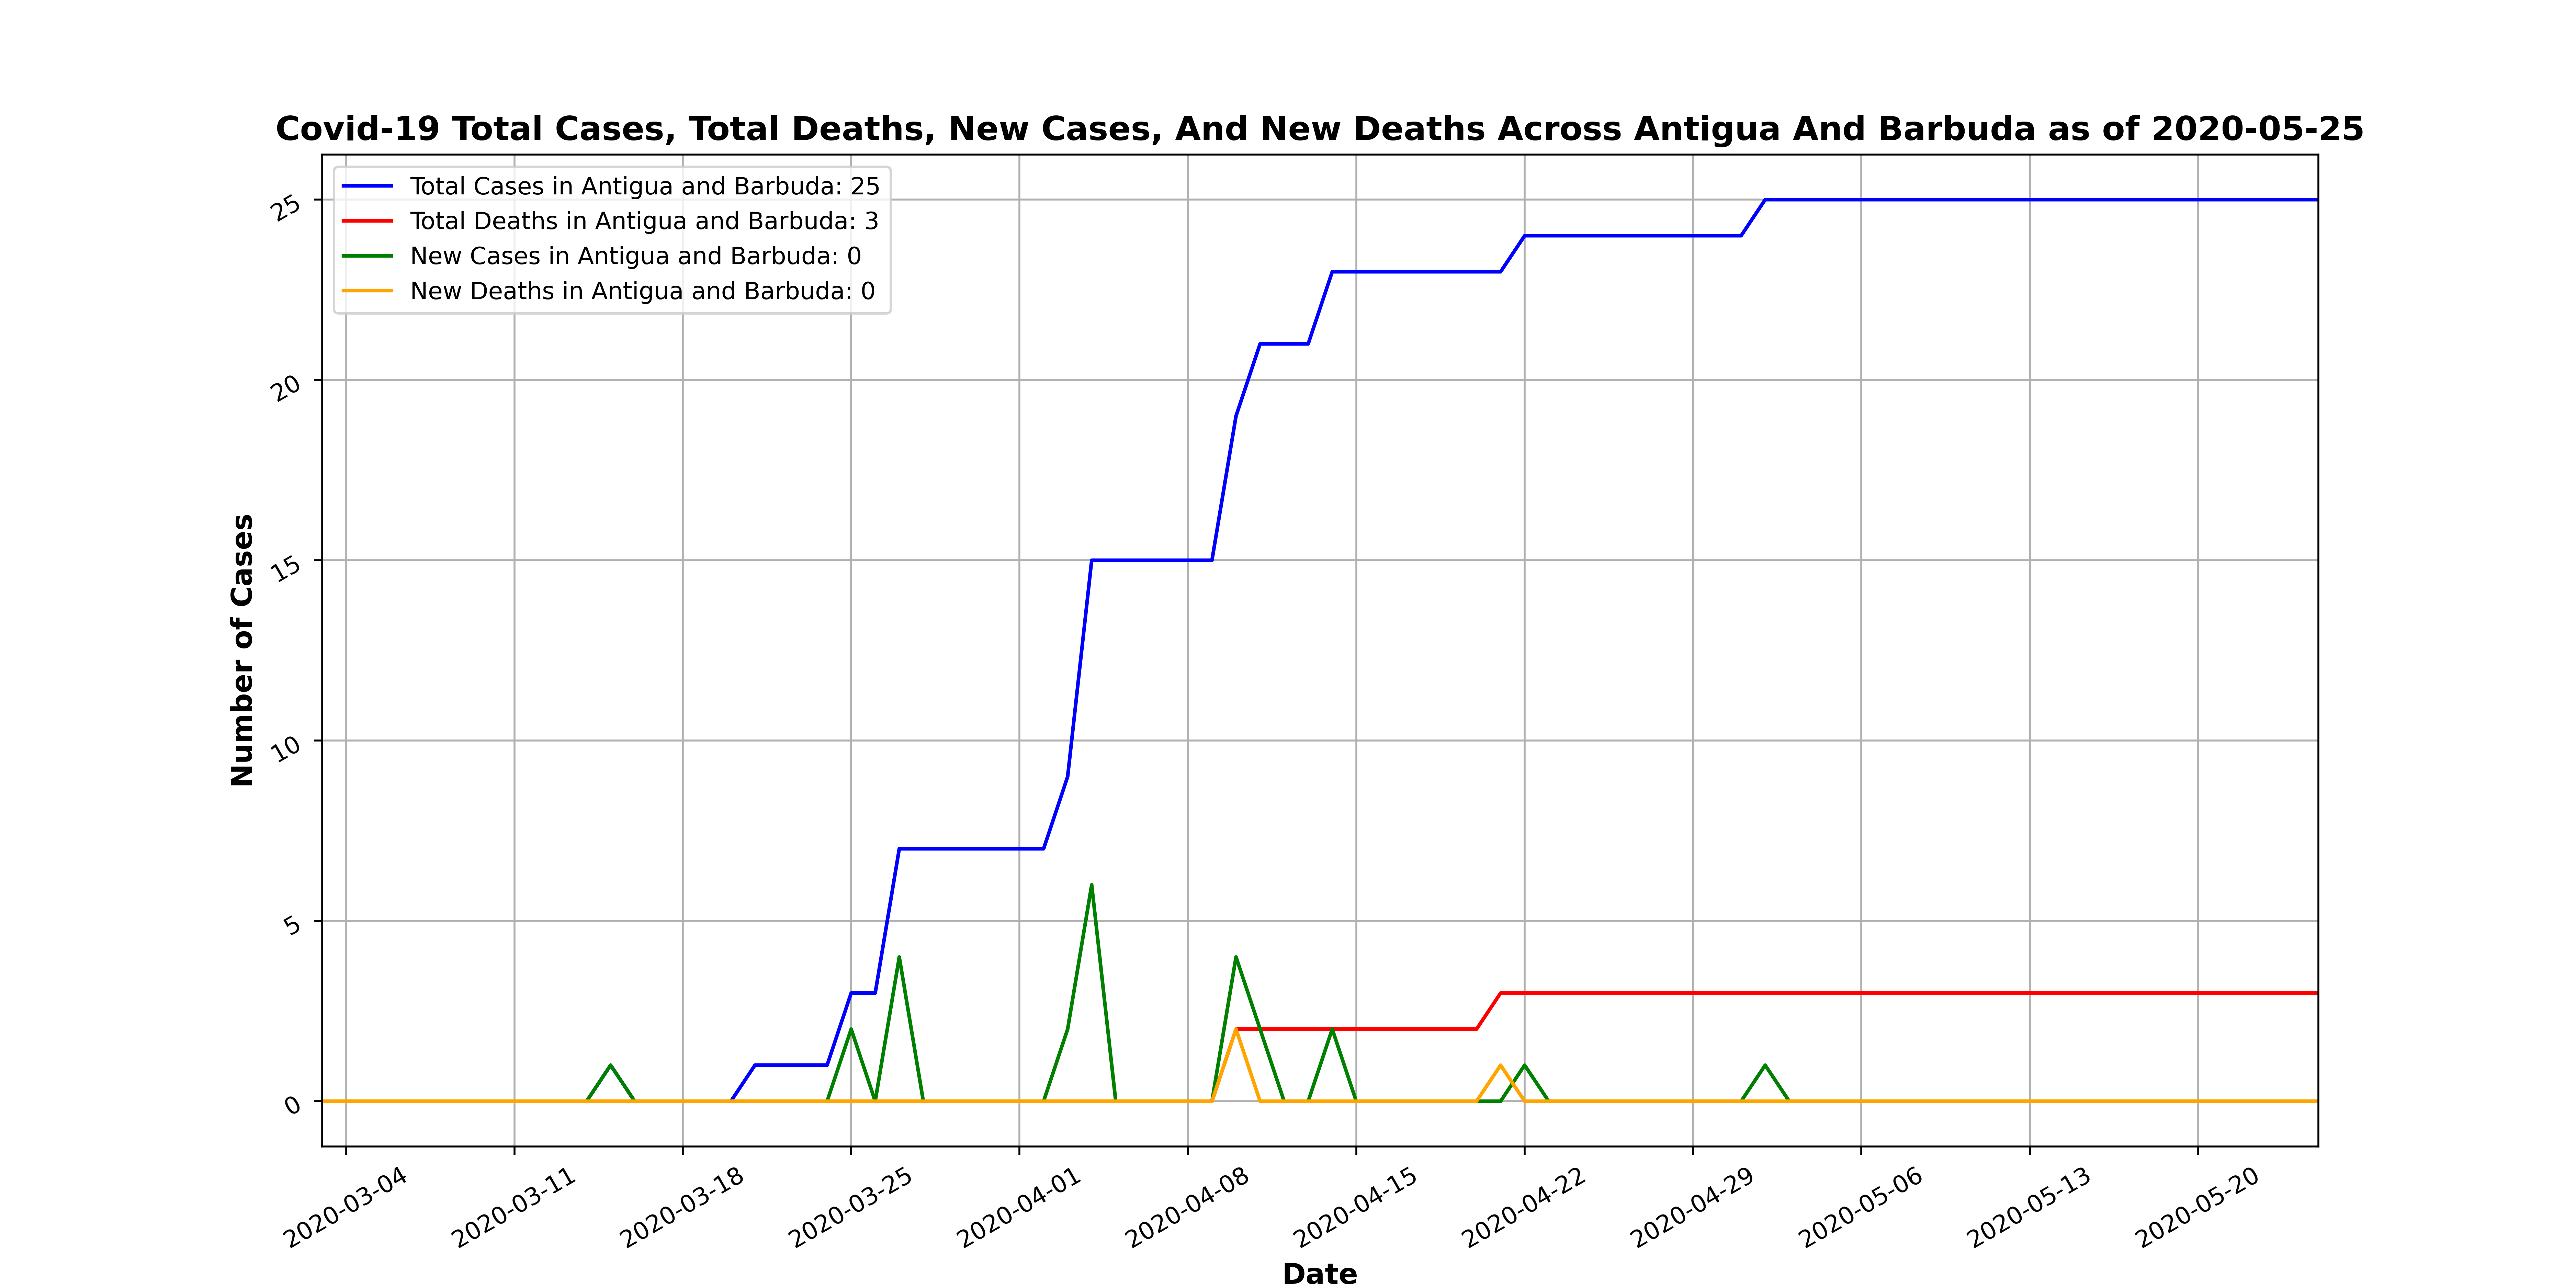 Covid-19 Total Cases, Total Deaths, New Cases, And New Deaths Across Antigua And Barbuda as of 2020-05-25
Total Cases in Antigua and Barbuda: 25
Total Deaths in Antigua and Barbuda: 3
New Cases in Antigua and Barbuda: 0
New Deaths in Antigua and Barbuda: 0
Number of Cases
25
20
15
10
5
0
2020-03-04
2020-03-11
2020-03-18
2020-03-25
2020-04-01
2020-04-08
2020-04-15
2020-04-22
2020-04-29
2020-05-06
2020-05-13
2020-05-20
Date